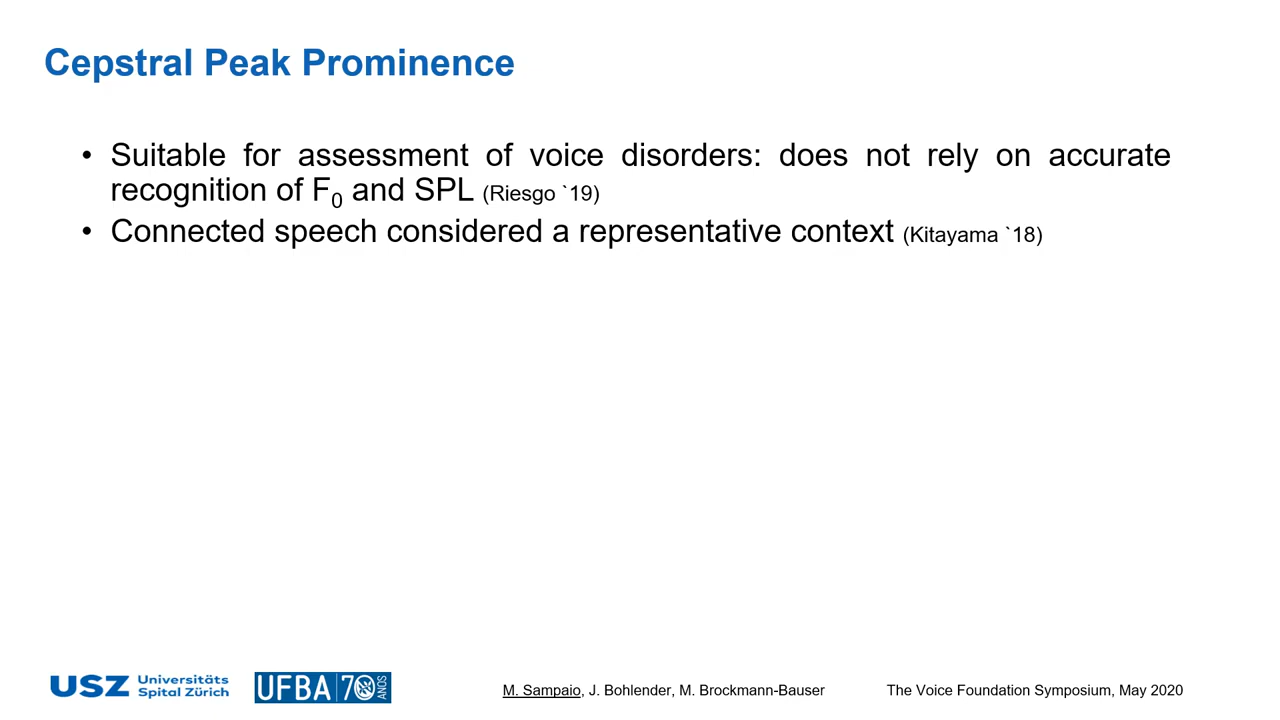 Cepstral Peak Prominence
• Suitable for assessment of voice disorders: does not rely on accurate
recognition of F0 and SPL (Riesgo `19)
• Connected speech considered a representative context (Kitayama `18)
USZ Universitäts
Spital Zürich
UFBA 70 ANOS
M. Sampaio, J. Bohlender, M. Brockmann-Bauser
The Voice Foundation Symposium, May 2020